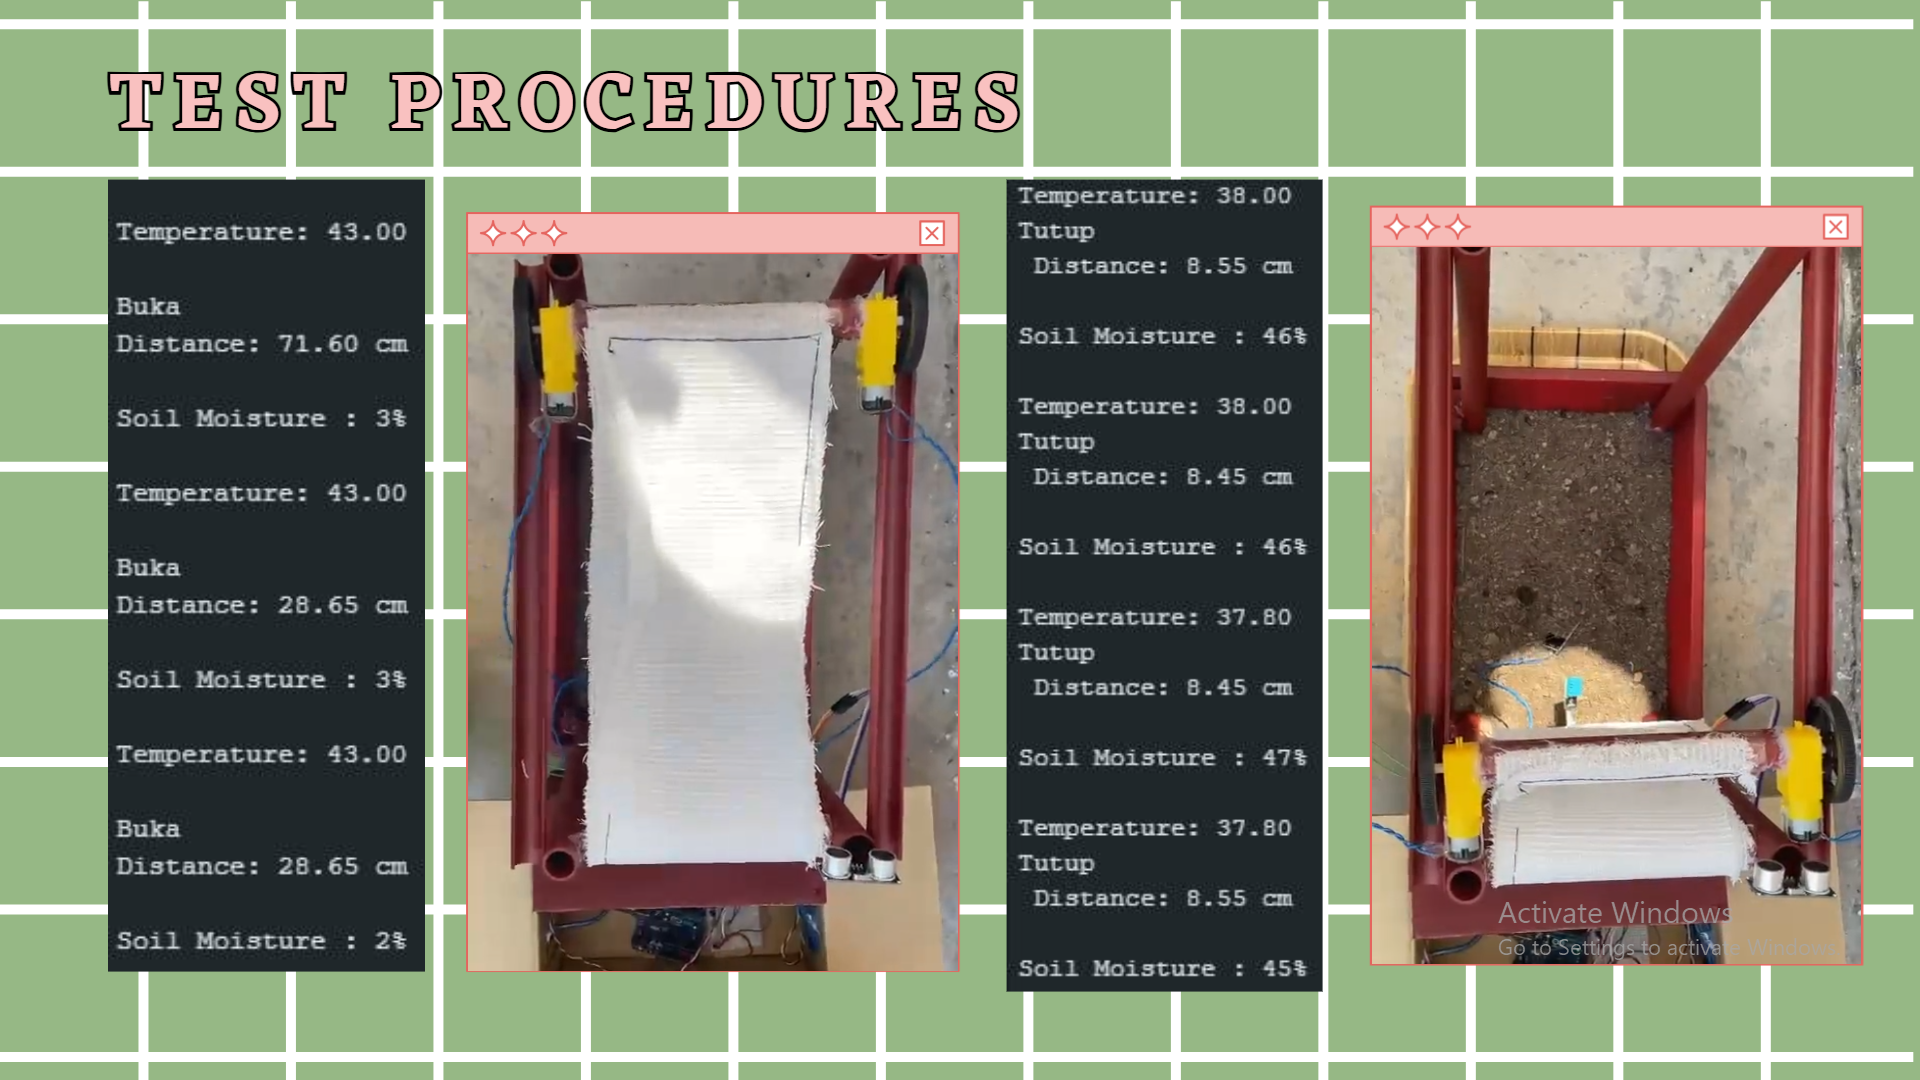 TEST PROCEDURES
Temperature: 43.00
Buka
Distance: 71.60 cm
Soil Moisture : 3%
Temperature: 43.00
Buka
Distance: 28.65 cm
Soil Moisture : 3%
Temperature: 43.00
Buka
Distance: 28.65 cm
Soil Moisture : 2%
Temperature: 38.00
Tutup
Distance: 8.55 cm
Soil Moisture : 46%
Temperature: 38.00
Tutup
Distance: 8.45 cm
Soil Moisture : 46%
Temperature: 37.80
Tutup
Distance: 8.45 cm
Soil Moisture : 47%
Temperature: 37.80
Tutup
Distance: 8.55 cm
Soil Moisture : 45%
Activate Windows
Go to Settings to activate Windows.